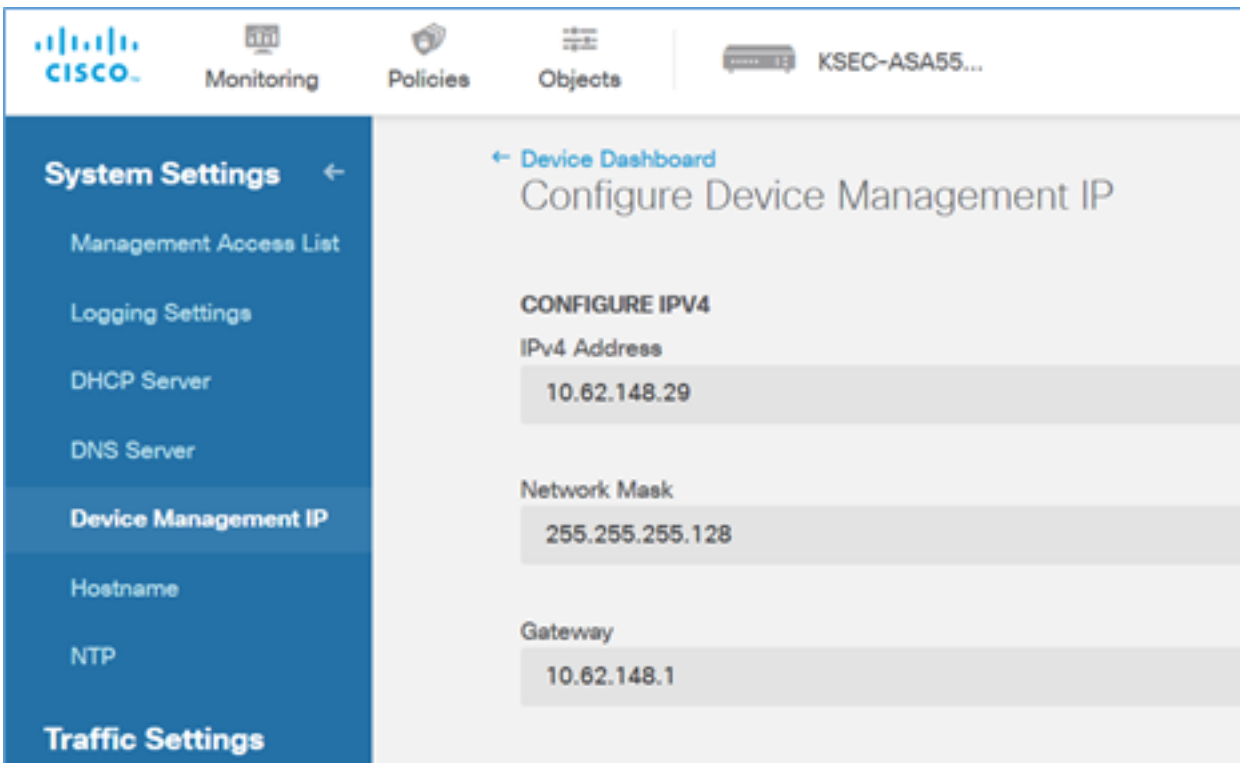 CISCO
Monitoring
Policies
Objects
KSEC-ASA55...
System Settings ←
Management Access List
Logging Settings
DHCP Server
DNS Server
Device Management IP
Hostname
NTP
Traffic Settings
← Device Dashboard
Configure Device Management IP
CONFIGURE IPV4
IPv4 Address
10.62.148.29
Network Mask
255.255.255.128
Gateway
10.62.148.1